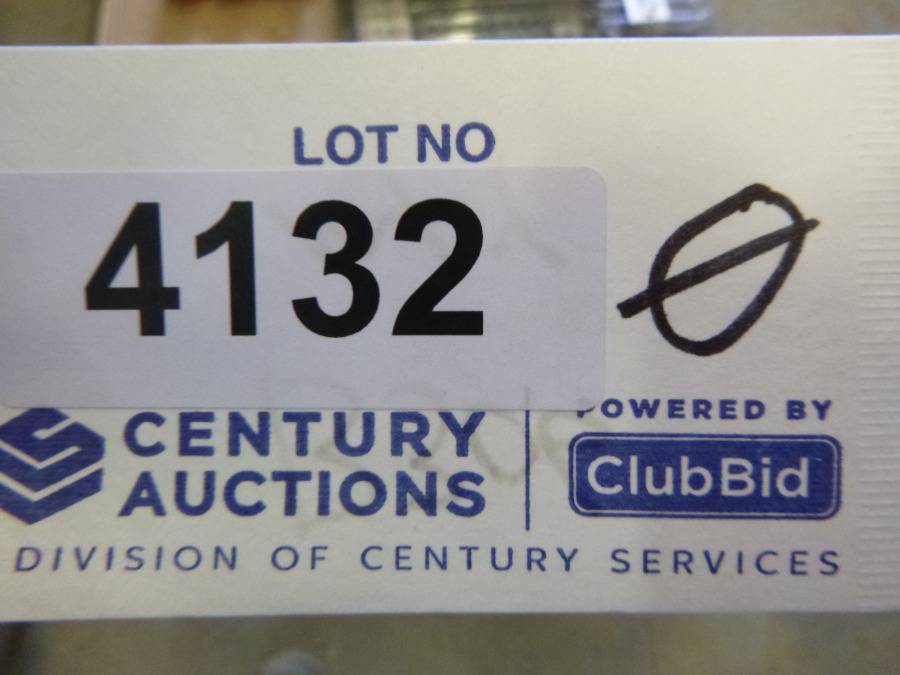 LOT NO
4132 Ø
CENTURY
AUCTIONS
POWERED BY
ClubBid
DIVISION OF CENTURY SERVICES